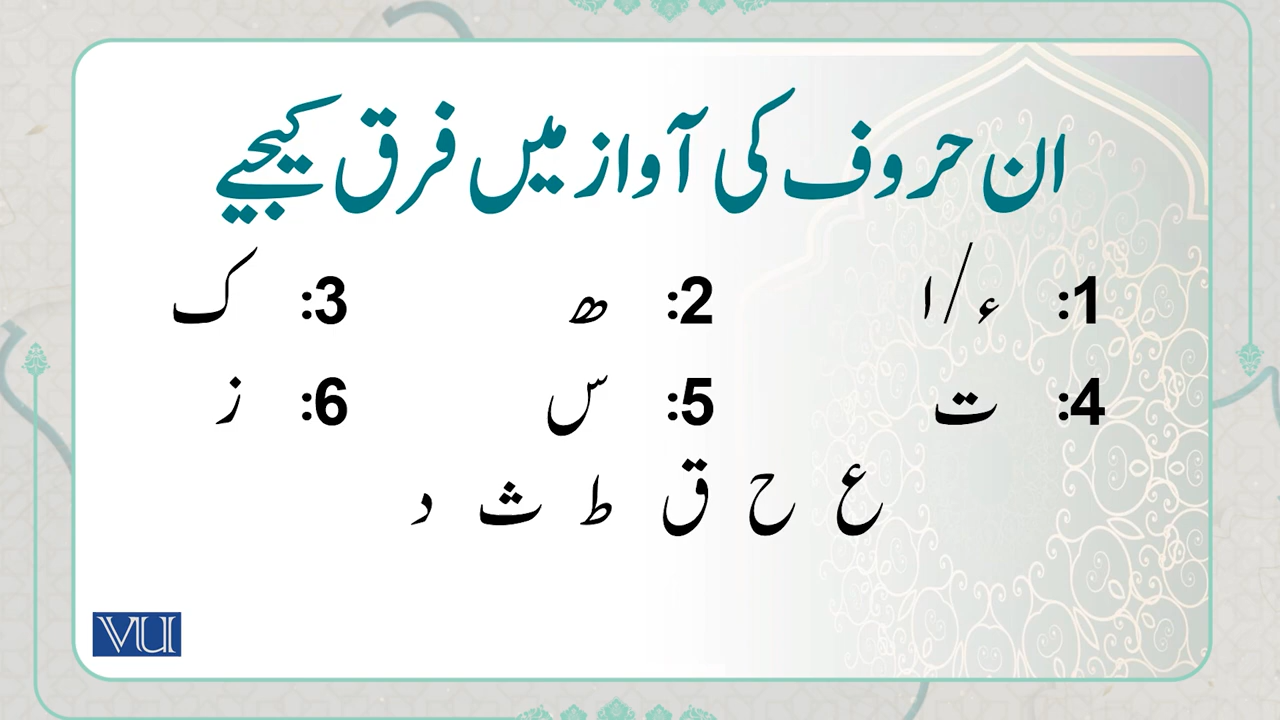 ان حروف کی آواز میں فرق کیجیے
1: ء/ا 2: ھ 3: ک
4: ت 5: س 6: ز
ع ح ق ط ث د
VU